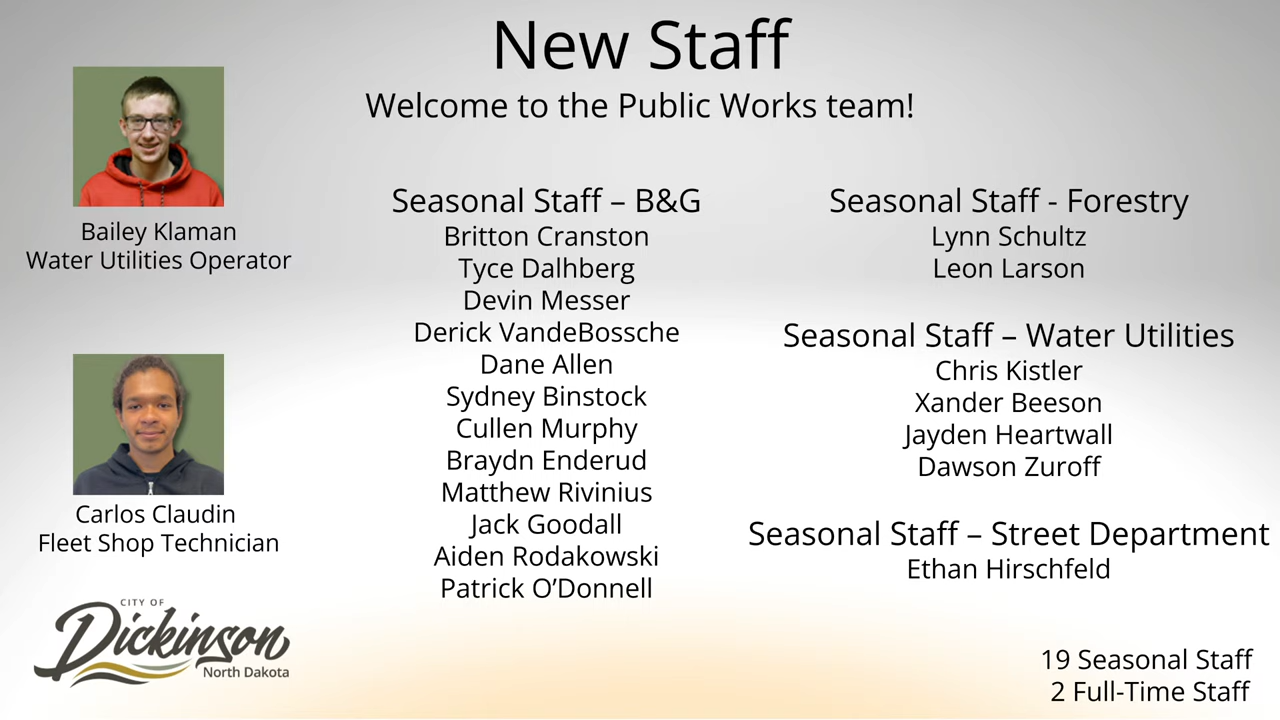 New Staff
Welcome to the Public Works team!
Bailey Klaman
Water Utilities Operator
Carlos Claudin
Fleet Shop Technician
CITY OF
Dickinson
North Dakota
Seasonal Staff – B&G
Britton Cranston
Tyce Dalhberg
Devin Messer
Derick VandeBossche
Dane Allen
Sydney Binstock
Cullen Murphy
Braydn Enderud
Matthew Rivinius
Jack Goodall
Aiden Rodakowski
Patrick O’Donnell
Seasonal Staff - Forestry
Lynn Schultz
Leon Larson
Seasonal Staff – Water Utilities
Chris Kistler
Xander Beeson
Jayden Heartwall
Dawson Zuroff
Seasonal Staff – Street Department
Ethan Hirschfeld
19 Seasonal Staff
2 Full-Time Staff